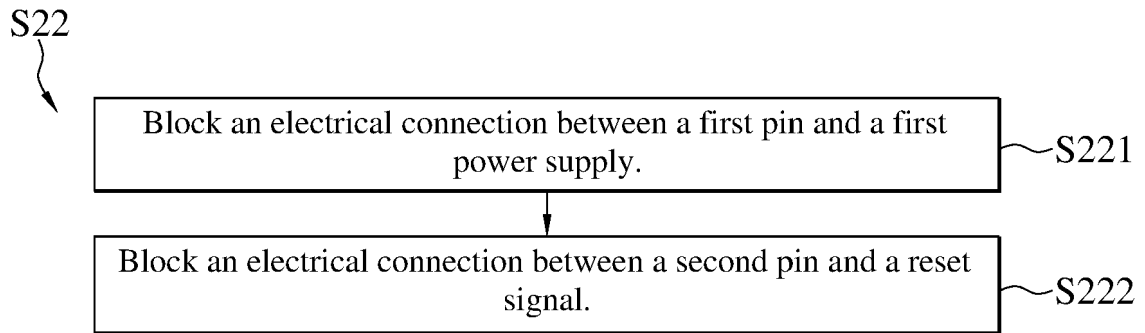 S22
Block an electrical connection between a first pin and a first
power supply.
S221
Block an electrical connection between a second pin and a reset
signal.
S222